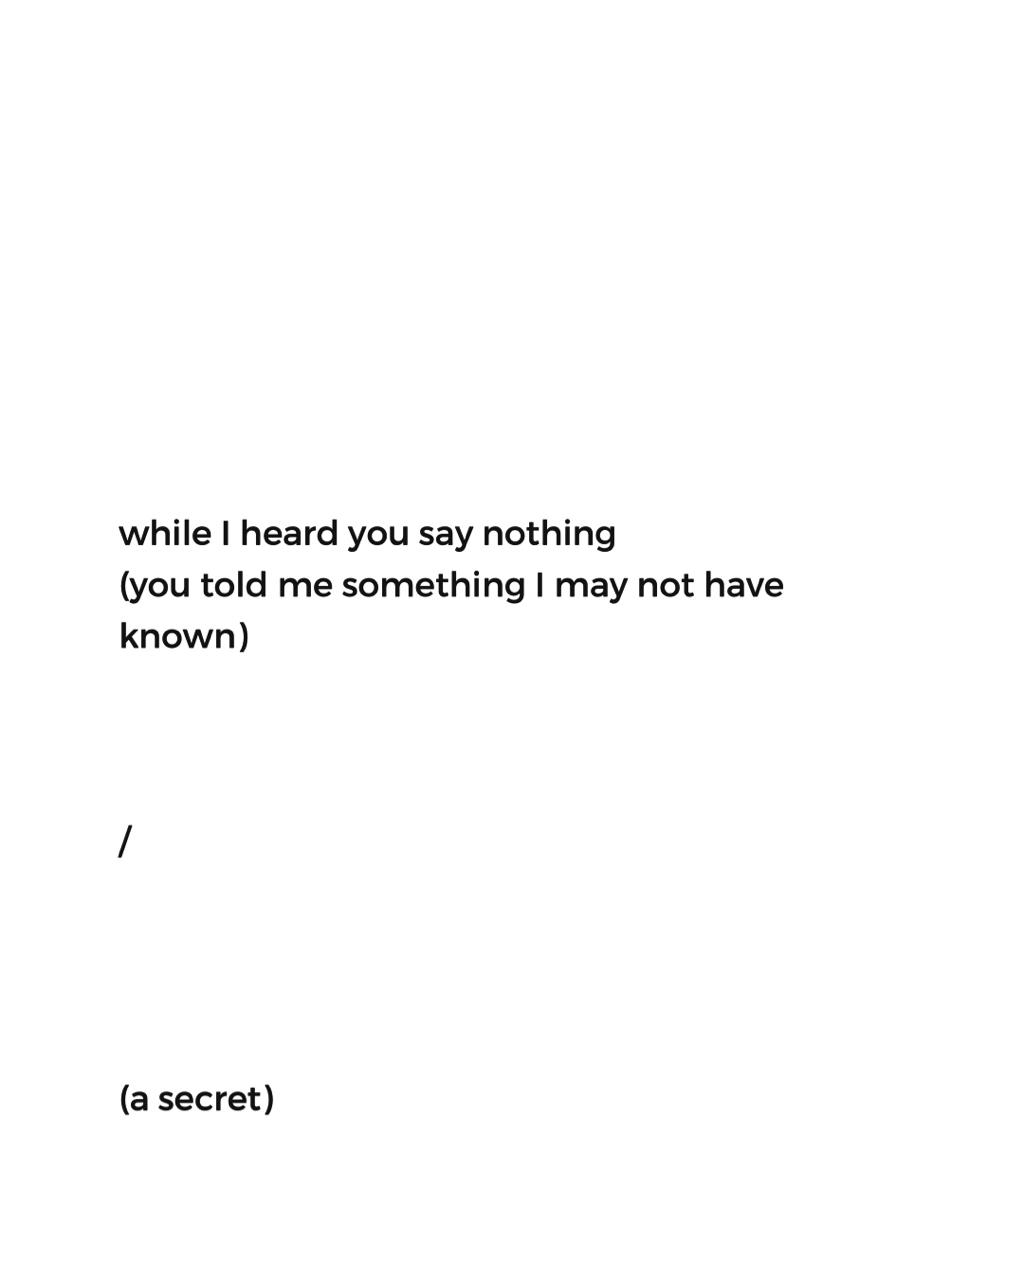 while I heard you say nothing
(you told me something I may not have
known)
/
(a secret)